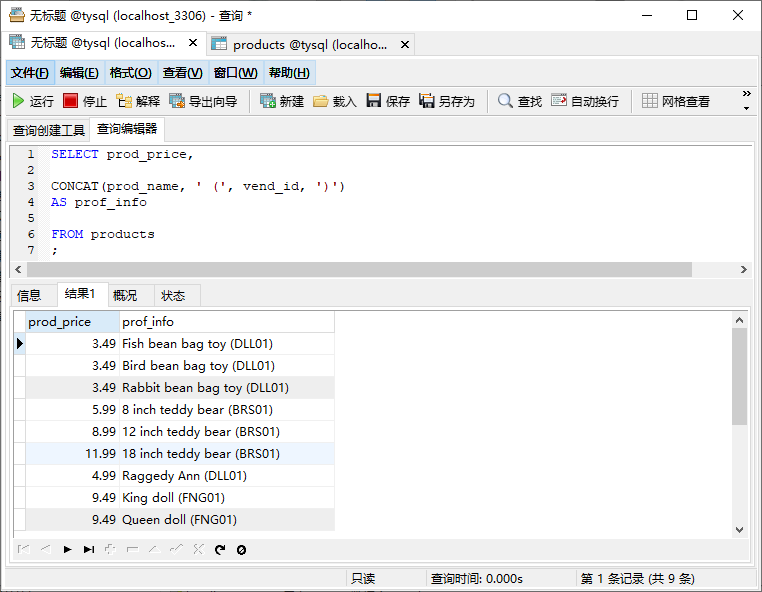 无标题 @tysql (localhost_3306) - 查询 *
无标题 @tysql (localhos... products @tysql (localho...
文件(F) 编辑(E) 格式(O) 查看(V) 窗口(W) 帮助(H)
运行 停止 解释 导出向导 新建 载入 保存 另存为 查找 自动换行 网格查看
查询创建工具 查询编辑器
1 SELECT prod_price,
2
3 CONCAT(prod_name, ' (', vend_id, ')')
4 AS prof_info
5
6 FROM products
7 ;
信息 结果1 概况 状态
prod_price prof_info
3.49 Fish bean bag toy (DLL01)
3.49 Bird bean bag toy (DLL01)
3.49 Rabbit bean bag toy (DLL01)
5.99 8 inch teddy bear (BRS01)
8.99 12 inch teddy bear (BRS01)
11.99 18 inch teddy bear (BRS01)
4.99 Raggedy Ann (DLL01)
9.49 King doll (FNG01)
9.49 Queen doll (FNG01)
只读 查询时间: 0.000s 第 1 条记录 (共 9 条)